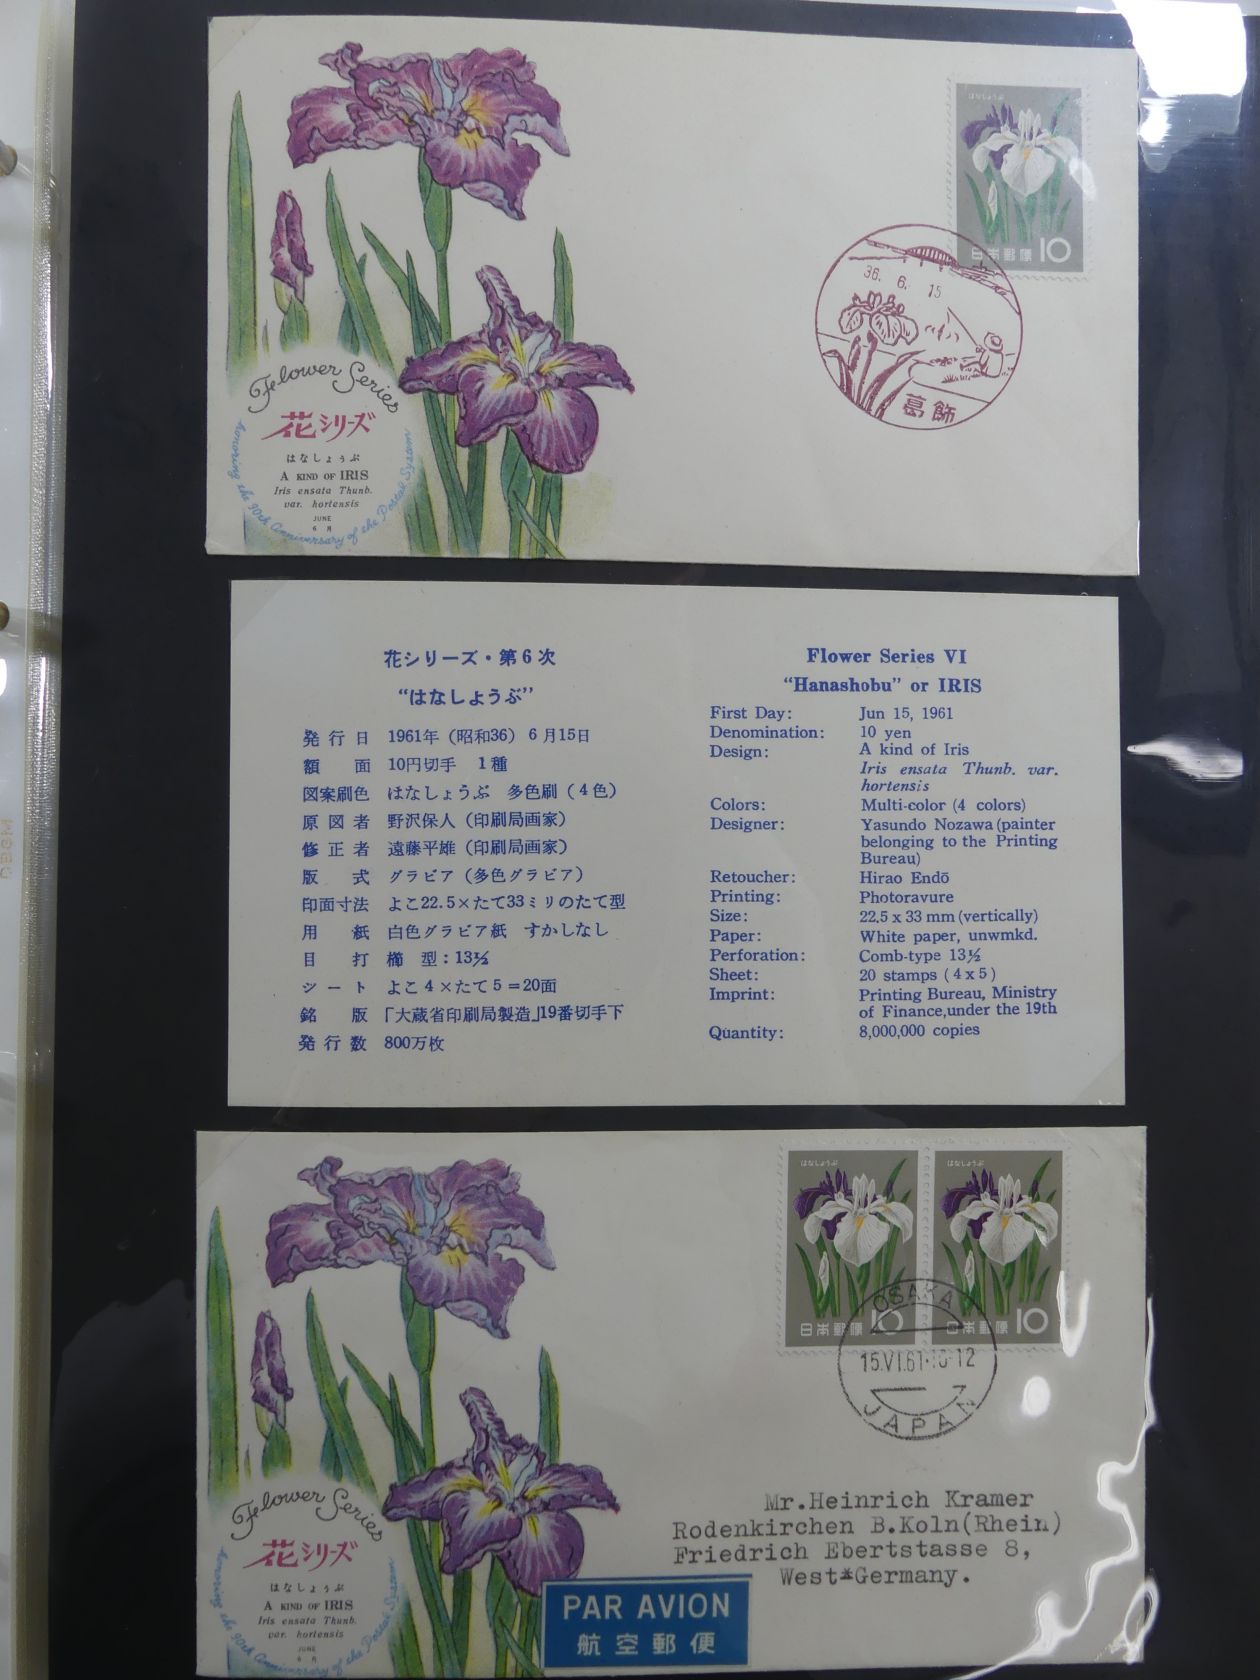 はなしょうぶ
日本郵便 10
36. 6. 15
葛飾
Flower Series
花シリーズ
はなしょうぶ
A KIND OF IRIS
Iris ensata Thunb.
var. hortensis
JUNE
6 月
honoring the 90th Anniversary of the Postal System
花シリーズ・第6次
“はなしょうぶ”
発行日 1961年（昭和36）6月15日
額面 10円切手 1種
図案刷色 はなしょうぶ 多色刷（4色）
原図者 野沢保人（印刷局画家）
修正者 遠藤平雄（印刷局画家）
版式 グラビア（多色グラビア）
印面寸法 よこ22.5×たて33ミリのたて型
用紙 白色グラビア紙 すかしなし
目打 櫛型：13½
シート よこ4×たて5＝20面
銘版 「大蔵省印刷局製造」19番切手下
発行数 800万枚
Flower Series VI
“Hanashobu” or IRIS
First Day: Jun 15, 1961
Denomination: 10 yen
Design: A kind of Iris
Iris ensata Thunb. var.
hortensis
Colors: Multi-color (4 colors)
Designer: Yasundo Nozawa (painter
belonging to the Printing
Bureau)
Retoucher: Hirao Endō
Printing: Photoravure
Size: 22.5 x 33 mm (vertically)
Paper: White paper, unwmkd.
Perforation: Comb-type 13½
Sheet: 20 stamps (4 x 5)
Imprint: Printing Bureau, Ministry
of Finance, under the 19th
Quantity: 8,000,000 copies
はなしょうぶ はなしょうぶ
日本郵便 10 日本郵便 10
OSAKA
15.VI.61·10-12
JAPAN
Flower Series
花シリーズ
はなしょうぶ
A KIND OF IRIS
Iris ensata Thunb.
var. hortensis
JUNE
6 月
honoring the 90th Anniversary of the Postal System
Mr.Heinrich Kramer
Rodenkirchen B.Koln(Rhein)
Friedrich Ebertstasse 8,
West*Germany.
PAR AVION
航空郵便